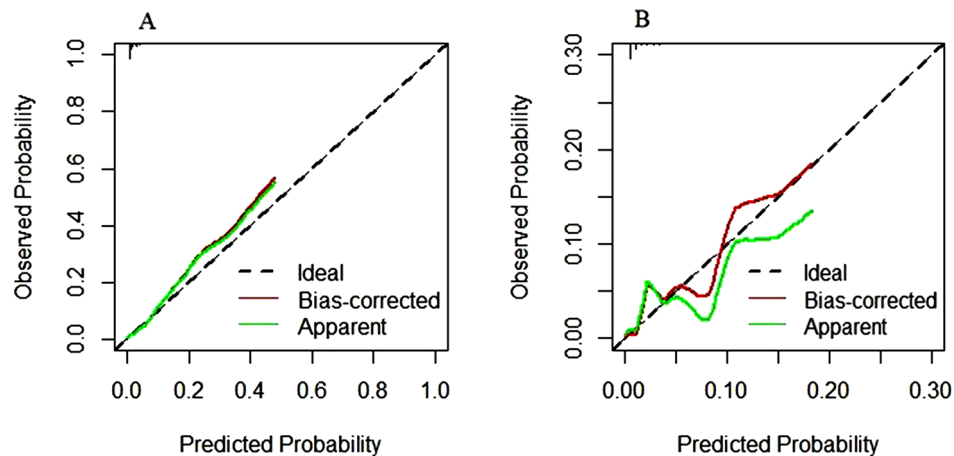 A
Observed Probability
1.0
0.8
0.6
0.4
0.2
0.0
Ideal
Bias-corrected
Apparent
0.0 0.2 0.4 0.6 0.8 1.0
Predicted Probability
B
Observed Probability
0.30
0.20
0.10
0.00
Ideal
Bias-corrected
Apparent
0.00 0.10 0.20 0.30
Predicted Probability